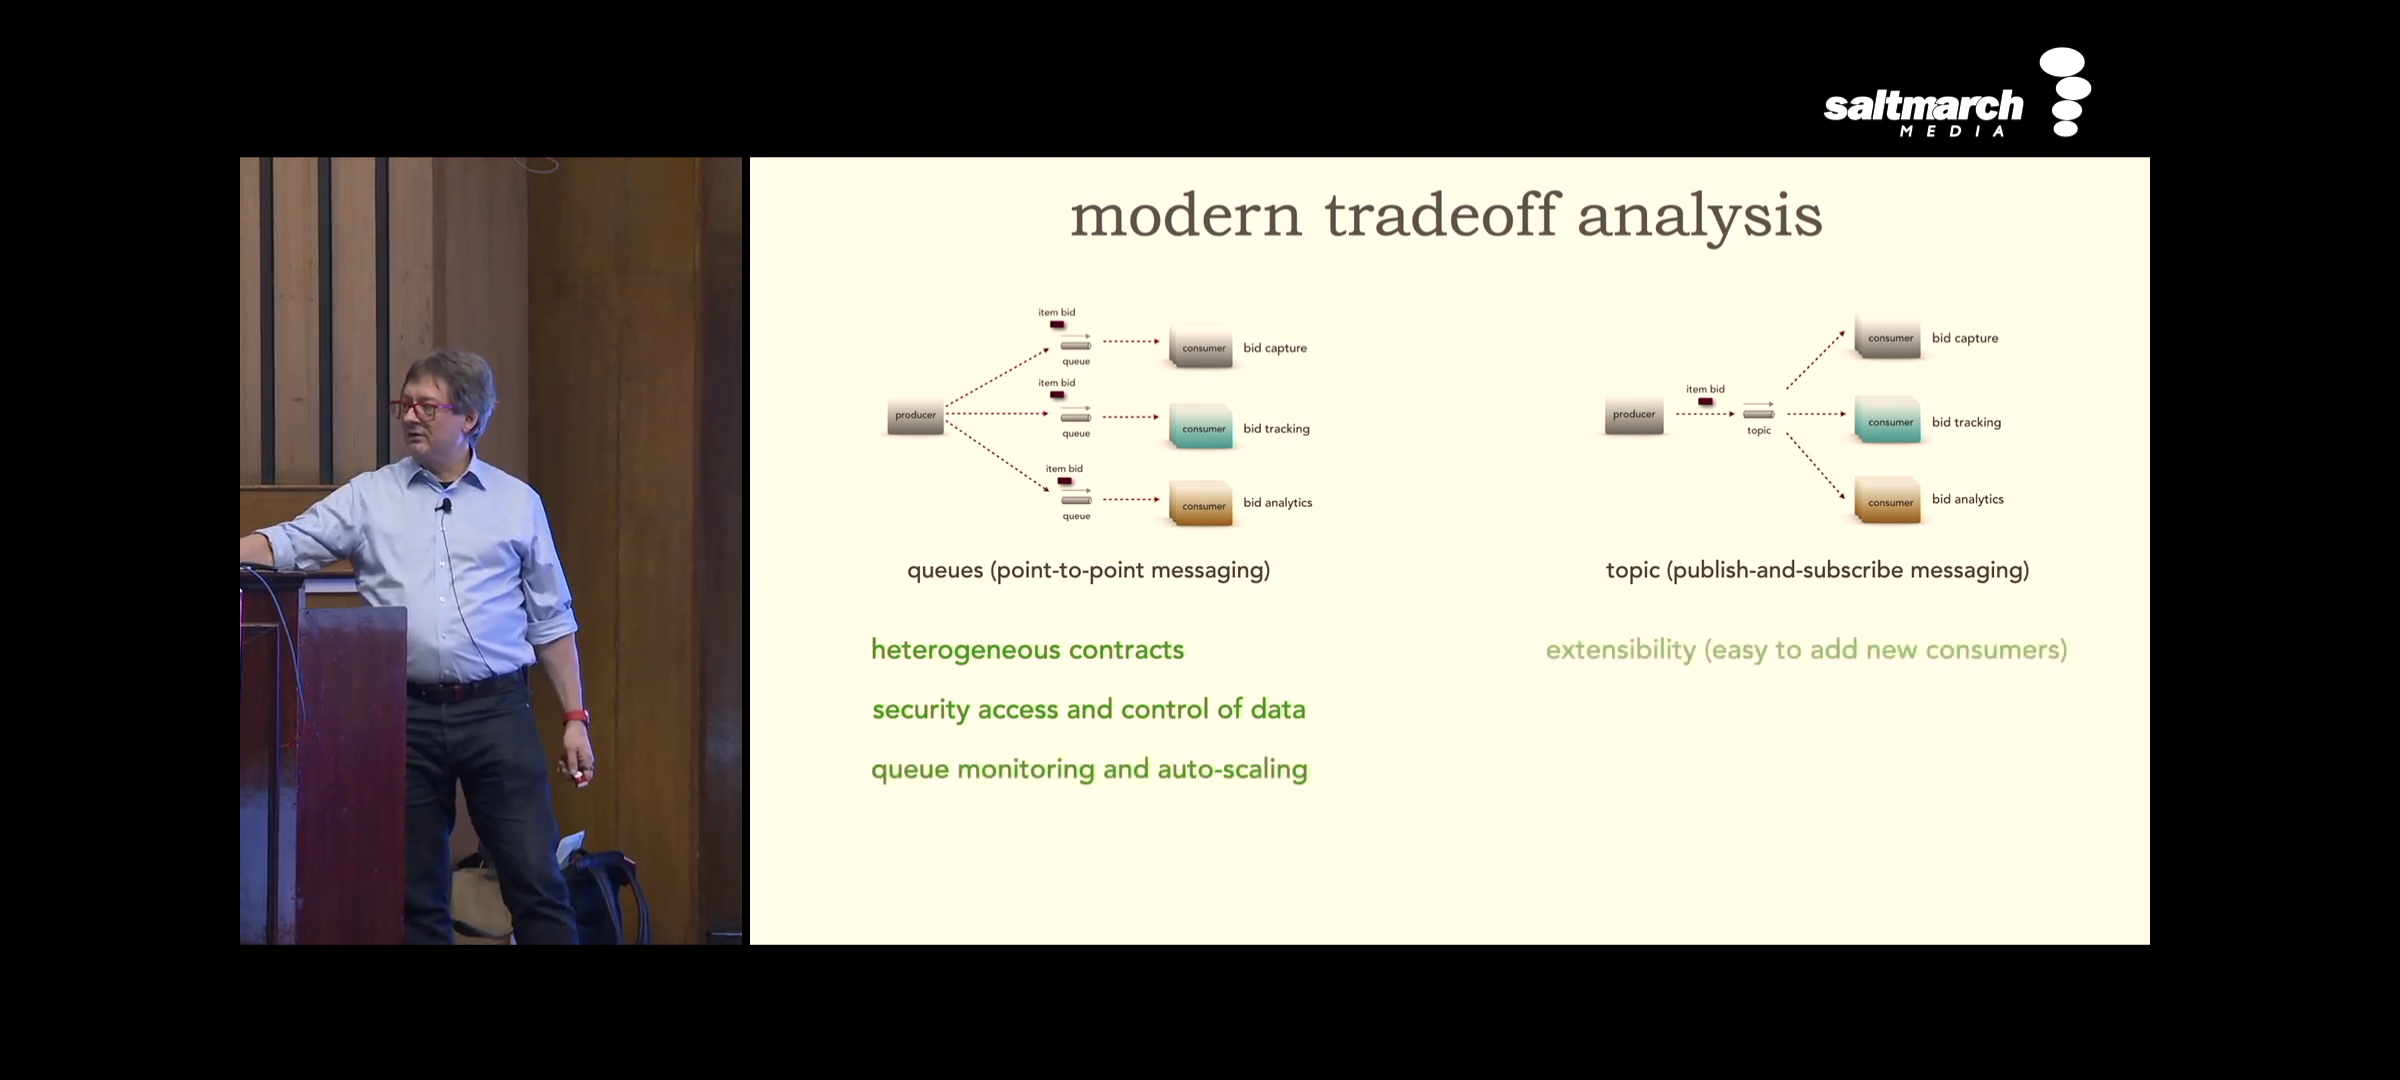 saltmarch
MEDIA
modern tradeoff analysis
item bid
queue
consumer
bid capture
item bid
producer
queue
consumer
bid tracking
item bid
queue
consumer
bid analytics
queues (point-to-point messaging)
heterogeneous contracts
security access and control of data
queue monitoring and auto-scaling
consumer
bid capture
item bid
producer
topic
consumer
bid tracking
consumer
bid analytics
topic (publish-and-subscribe messaging)
extensibility (easy to add new consumers)